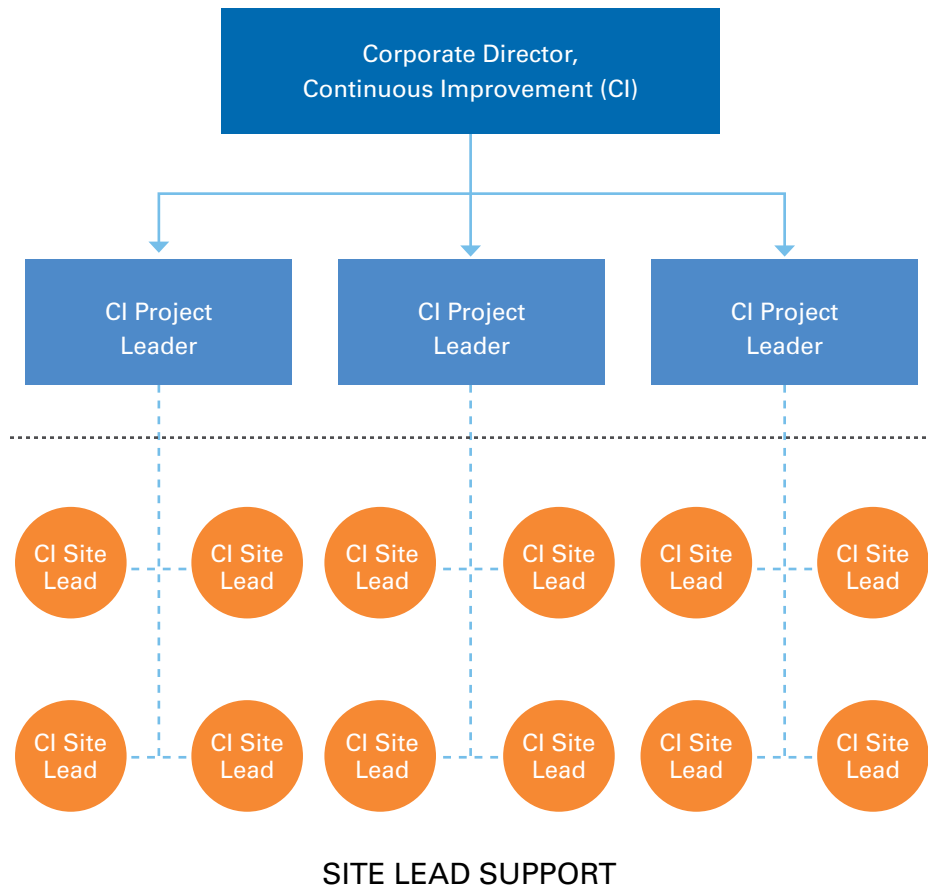 Corporate Director,
Continuous Improvement (CI)
CI Project
Leader
CI Project
Leader
CI Project
Leader
CI Site
Lead
CI Site
Lead
CI Site
Lead
CI Site
Lead
CI Site
Lead
CI Site
Lead
CI Site
Lead
CI Site
Lead
CI Site
Lead
CI Site
Lead
CI Site
Lead
CI Site
Lead
SITE LEAD SUPPORT